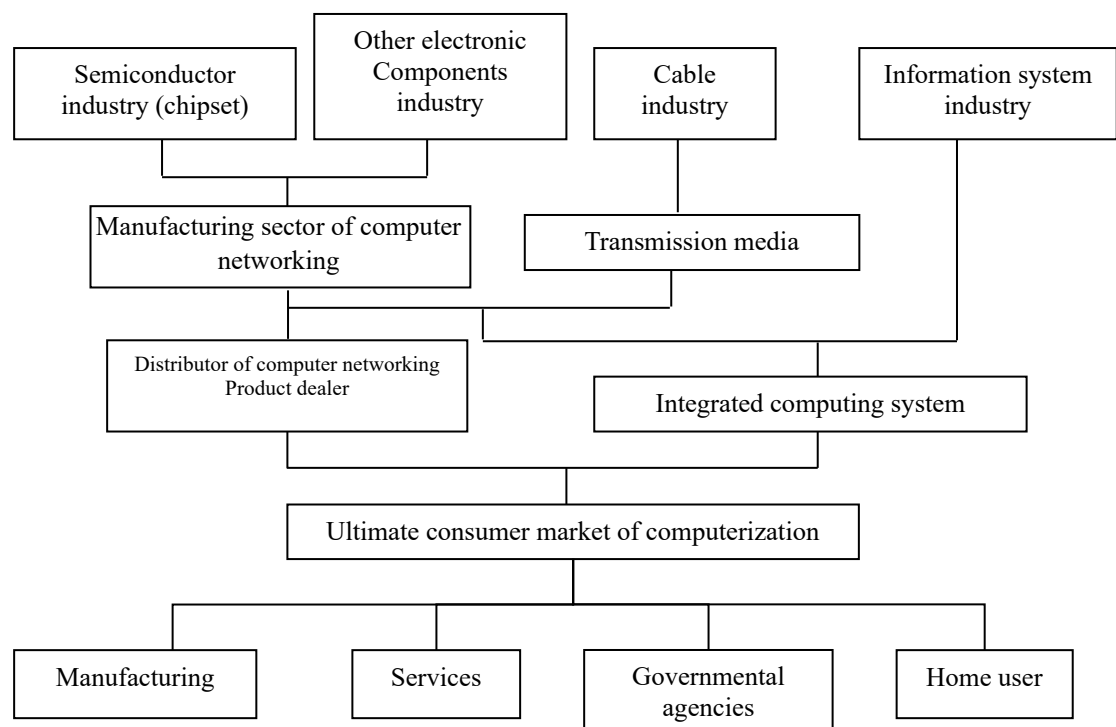 Semiconductor
industry (chipset)
Other electronic
Components
industry
Cable
industry
Information system
industry
Manufacturing sector of computer
networking
Transmission media
Distributor of computer networking
Product dealer
Integrated computing system
Ultimate consumer market of computerization
Manufacturing
Services
Governmental
agencies
Home user